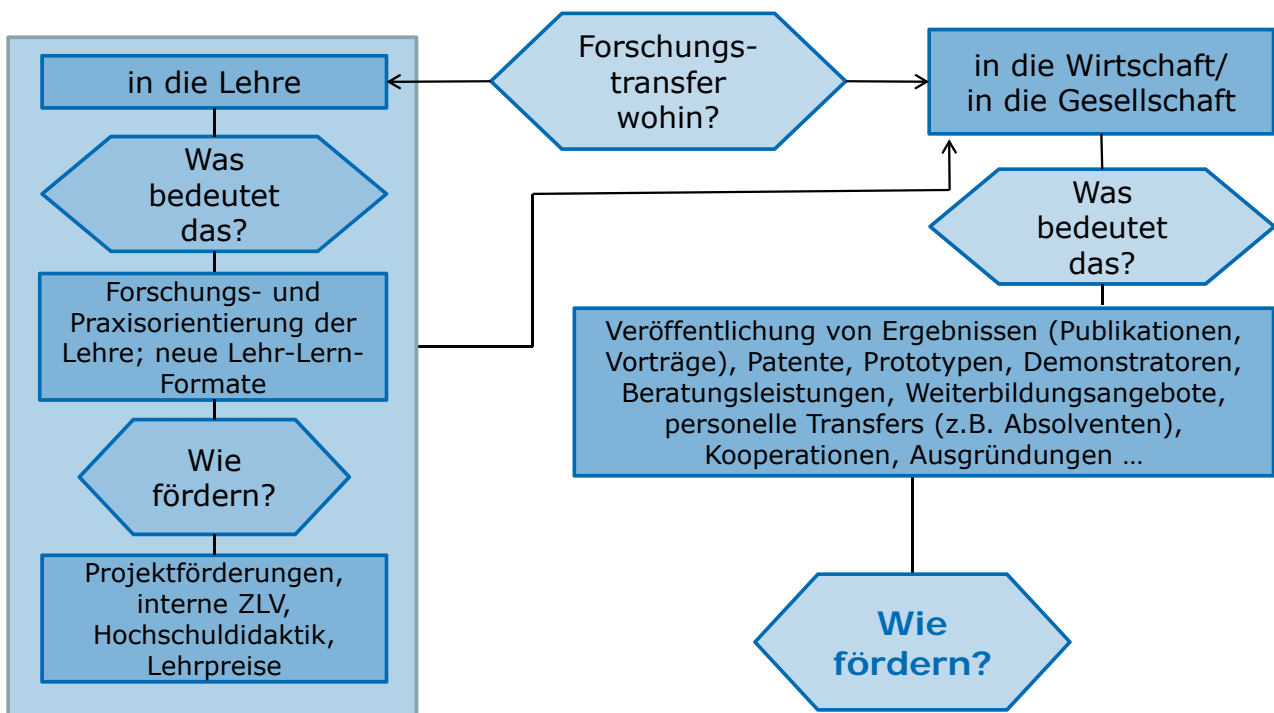 Forschungs-
transfer
wohin?
in die Lehre
Was
bedeutet
das?
Forschungs- und
Praxisorientierung der
Lehre; neue Lehr-Lern-
Formate
Wie
fördern?
Projektförderungen,
interne ZLV,
Hochschuldidaktik,
Lehrpreise
in die Wirtschaft/
in die Gesellschaft
Was
bedeutet
das?
Veröffentlichung von Ergebnissen (Publikationen,
Vorträge), Patente, Prototypen, Demonstratoren,
Beratungsleistungen, Weiterbildungsangebote,
personelle Transfers (z.B. Absolventen),
Kooperationen, Ausgründungen …
Wie
fördern?